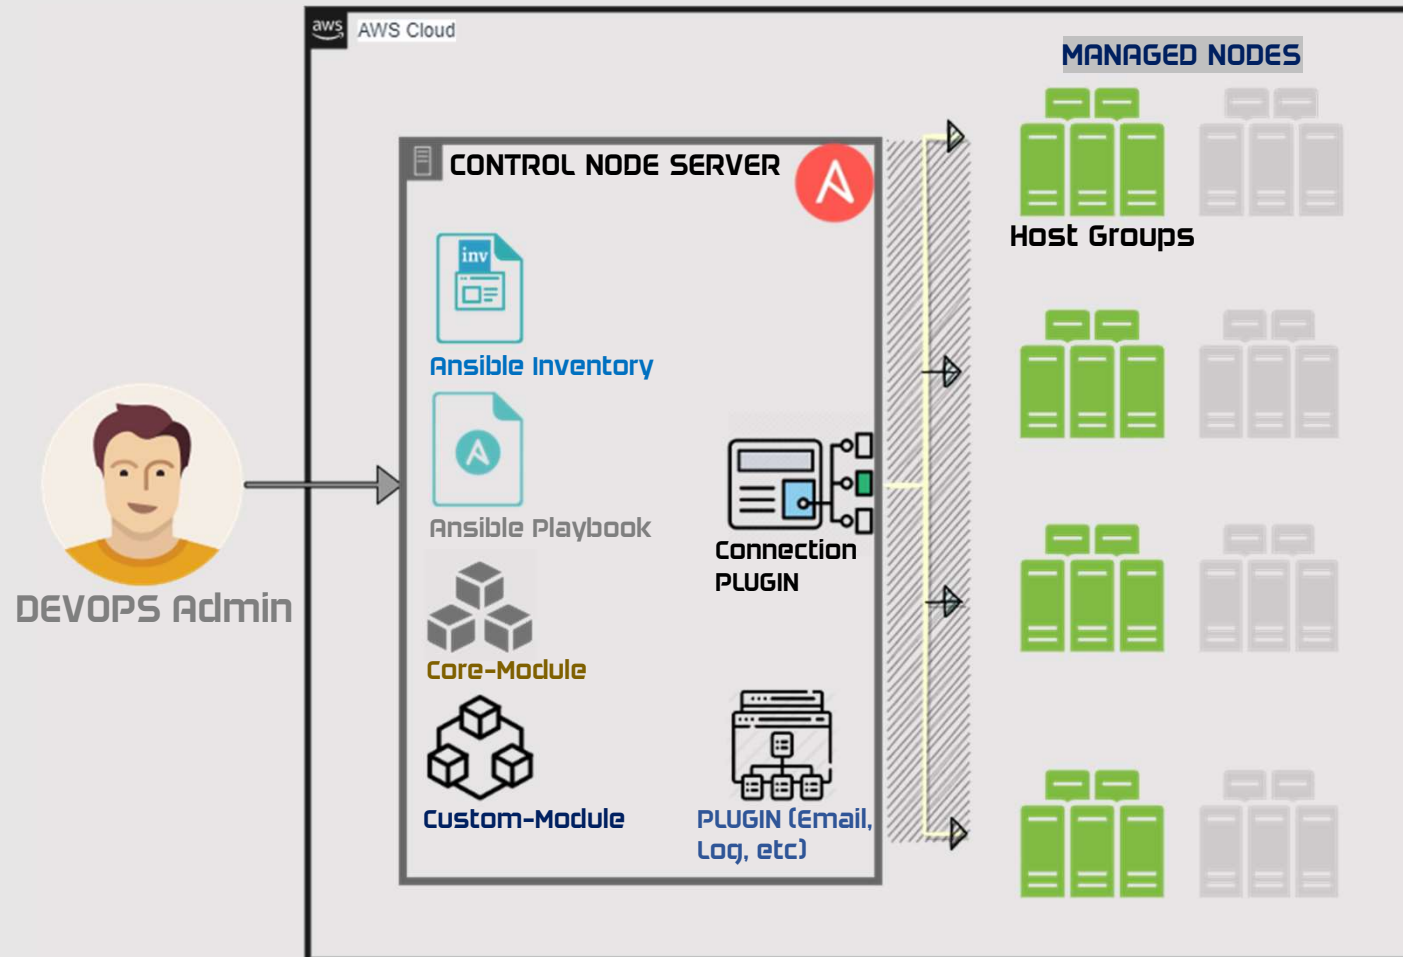 aws
AWS Cloud
MANAGED NODES
CONTROL NODE SERVER
Host Groups
inv
Ansible Inventory
Ansible Playbook
Connection
PLUGIN
DEVOPS Admin
Core-Module
Custom-Module
PLUGIN (Email,
Log, etc)